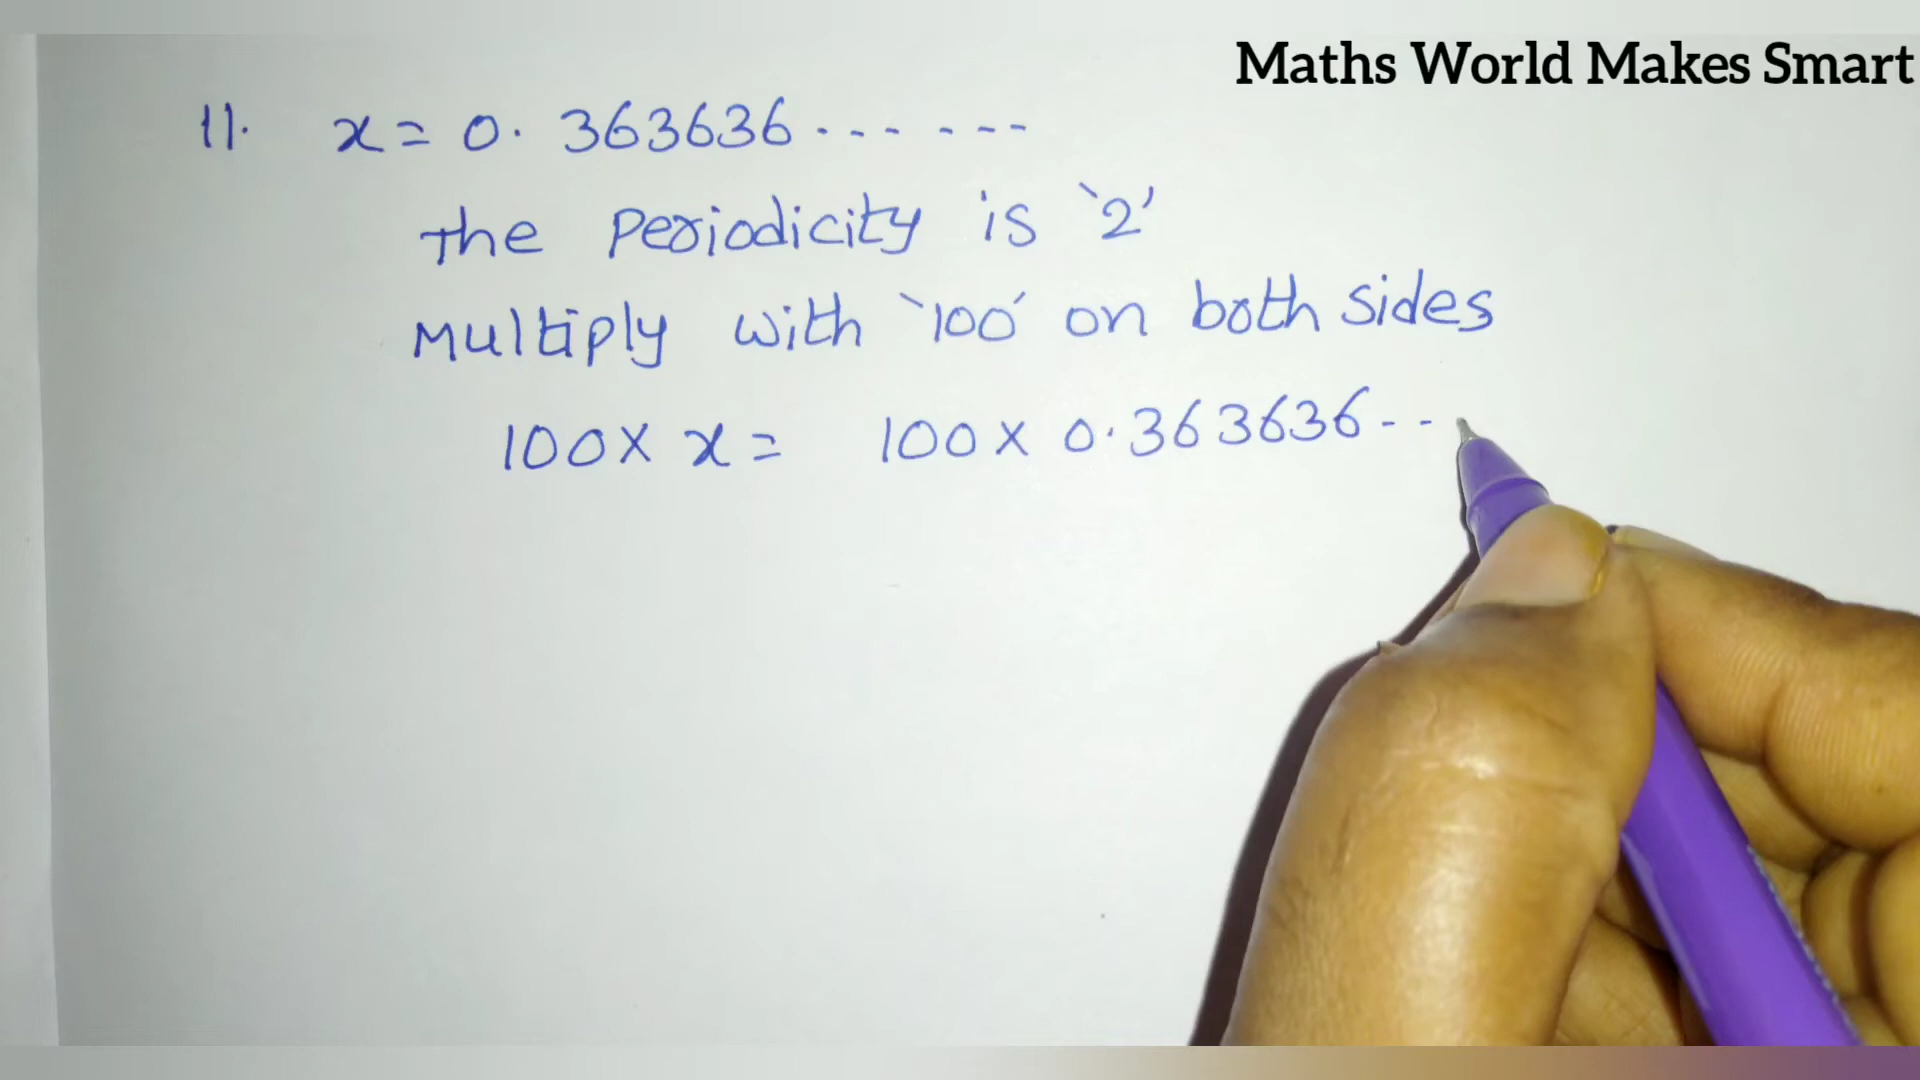 Maths World Makes Smart
11. x = 0.363636-------
The Periodicity is `2'
Multiply with `100' on both sides
100 × x = 100 × 0.363636---